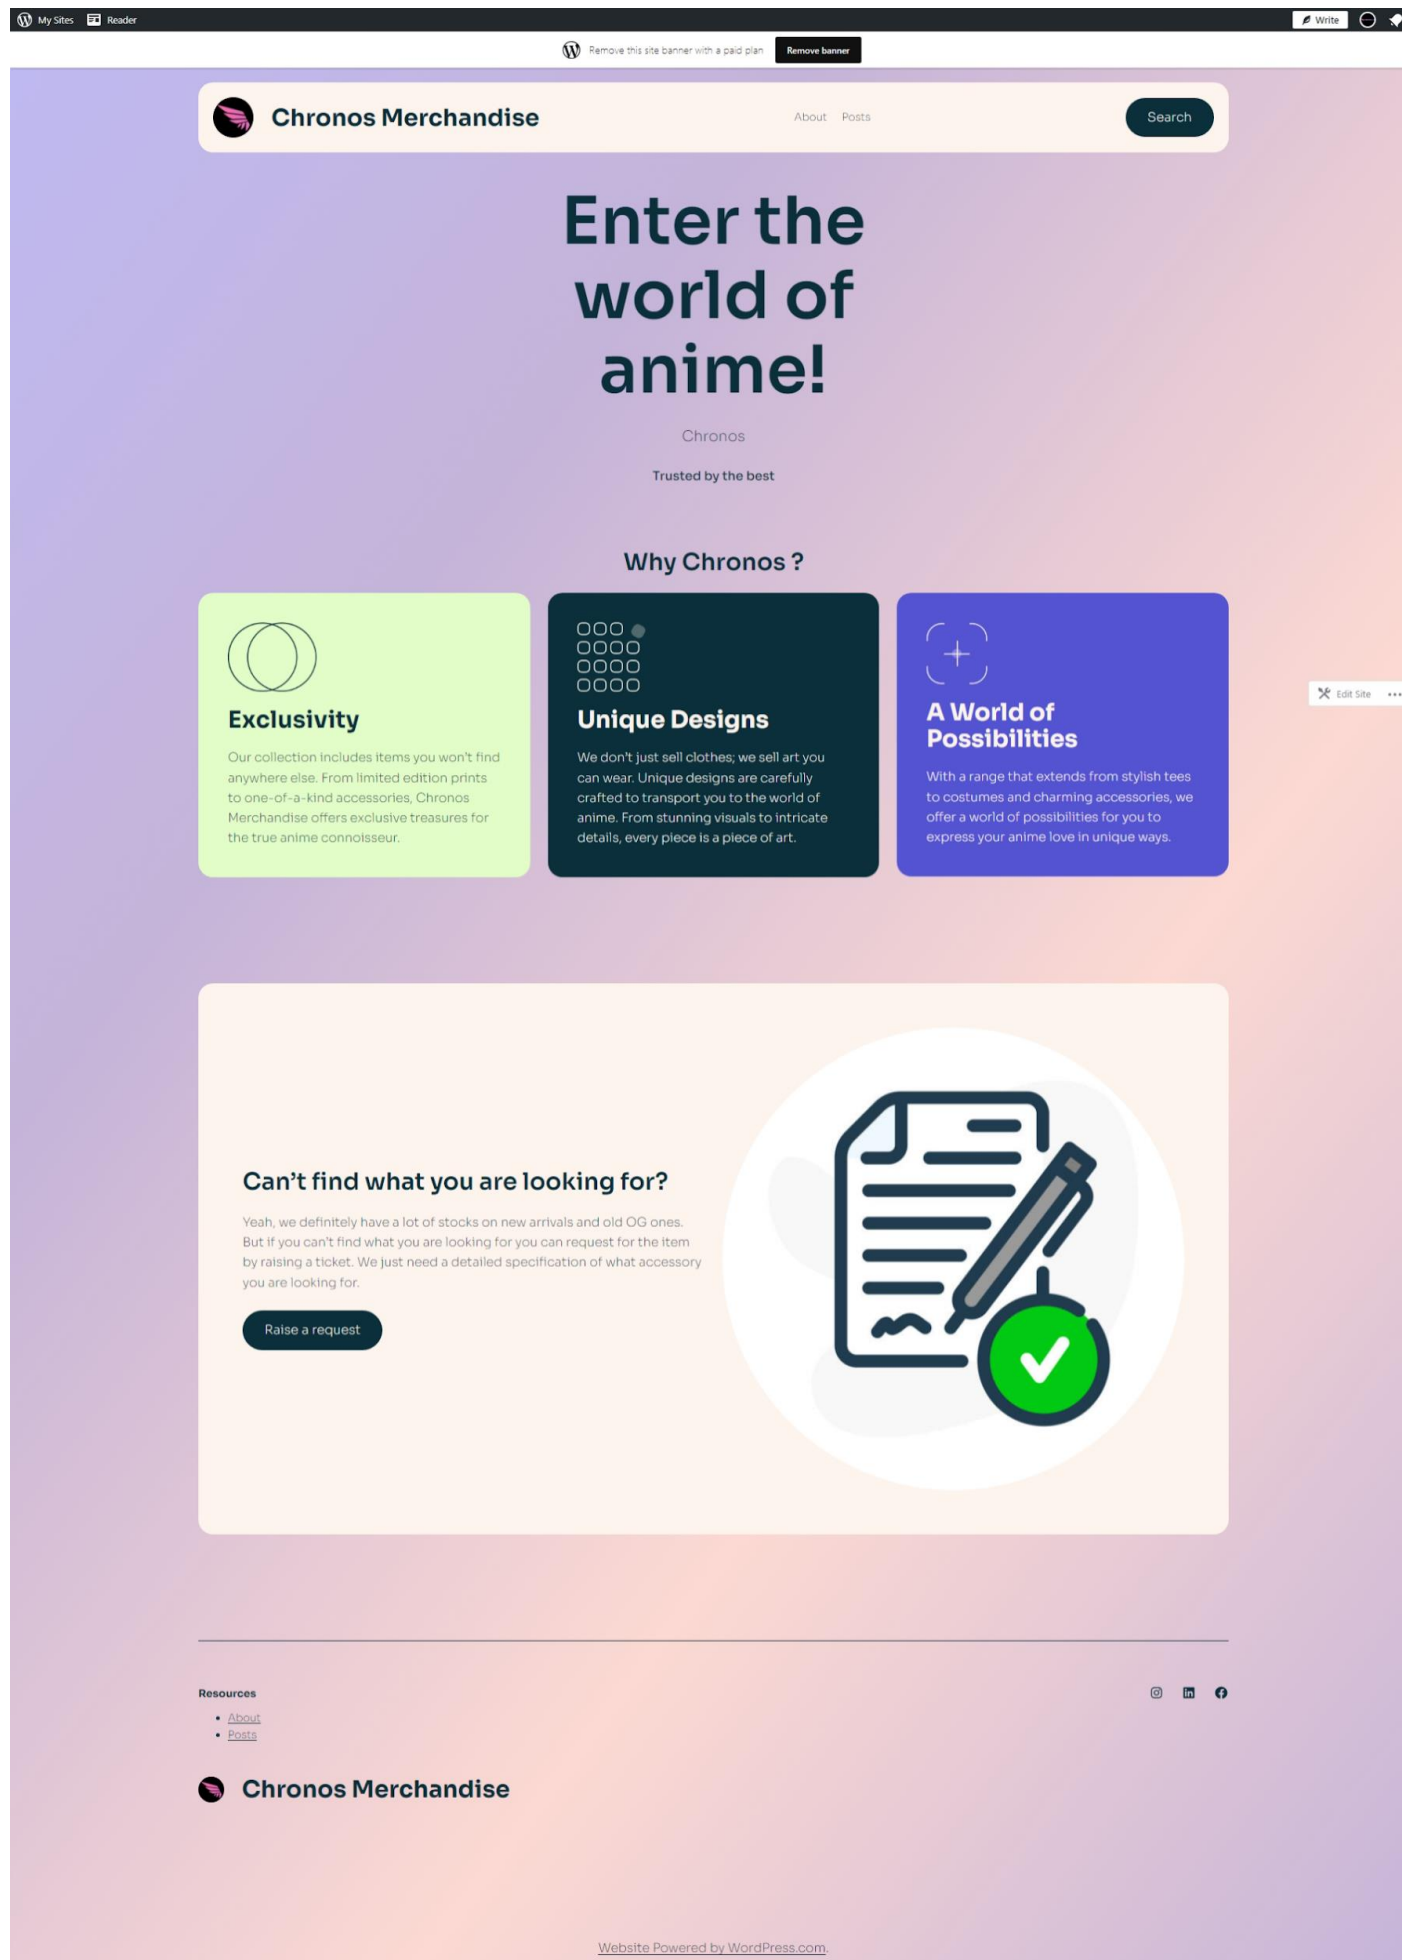 My Sites Reader Write
Remove this site banner with a paid plan Remove banner
Chronos Merchandise About Posts Search
Enter the
world of
anime!
Chronos
Trusted by the best
Why Chronos ?
Exclusivity
Our collection includes items you won't find
anywhere else. From limited edition prints
to one-of-a-kind accessories, Chronos
Merchandise offers exclusive treasures for
the true anime connoisseur.
Unique Designs
We don't just sell clothes; we sell art you
can wear. Unique designs are carefully
crafted to transport you to the world of
anime. From stunning visuals to intricate
details, every piece is a piece of art.
A World of
Possibilities
With a range that extends from stylish tees
to costumes and charming accessories, we
offer a world of possibilities for you to
express your anime love in unique ways.
Edit Site
Can't find what you are looking for?
Yeah, we definitely have a lot of stocks on new arrivals and old OG ones.
But if you can't find what you are looking for you can request for the item
by raising a ticket. We just need a detailed specification of what accessory
you are looking for.
Raise a request
Resources
About
Posts
Chronos Merchandise
Website Powered by WordPress.com.